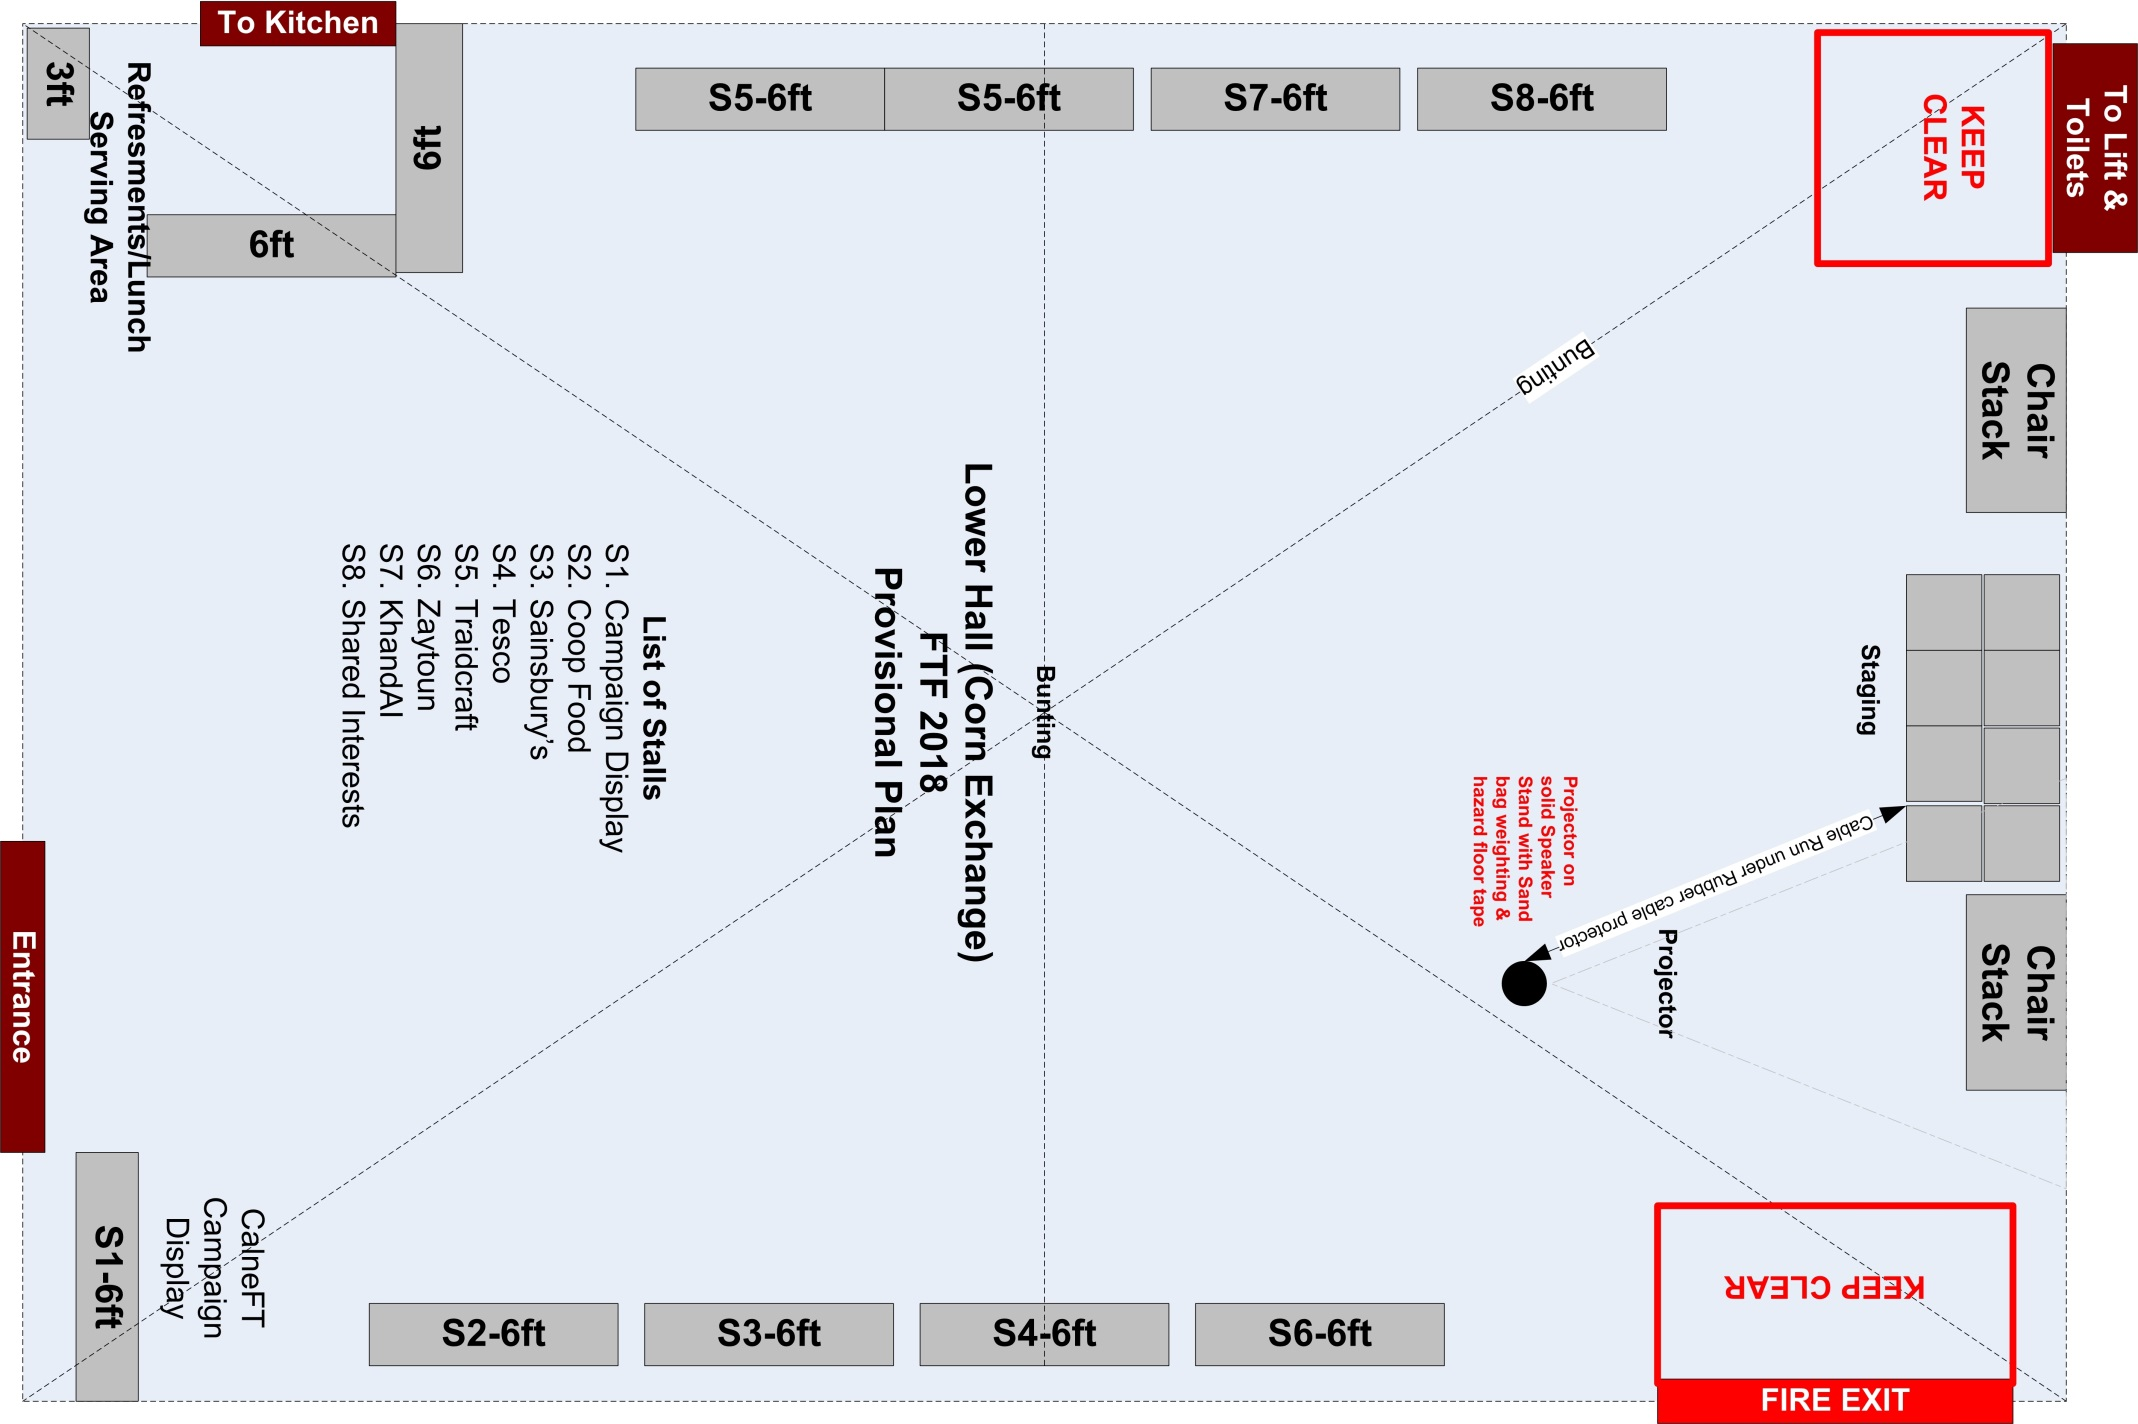 To Kitchen
3ft
Refresments/Lunch
Serving Area
6ft
6ft
S5-6ft
S5-6ft
S7-6ft
S8-6ft
KEEP
CLEAR
To Lift &
Toilets
Bunting
Chair
Stack
Lower Hall (Corn Exchange)
FTF 2018
Provisional Plan
Bunting
List of Stalls
S1. Campaign Display
S2. Coop Food
S3. Sainsbury’s
S4. Tesco
S5. Traidcraft
S6. Zaytoun
S7. KhandAI
S8. Shared Interests
Staging
Projector on
solid Speaker
Stand with Sand
bag weighting &
hazard floor tape
Cable Run under Rubber cable protector
Projector
Chair
Stack
Entrance
S1-6ft
CalneFT
Campaign
Display
S2-6ft
S3-6ft
S4-6ft
S6-6ft
KEEP CLEAR
FIRE EXIT